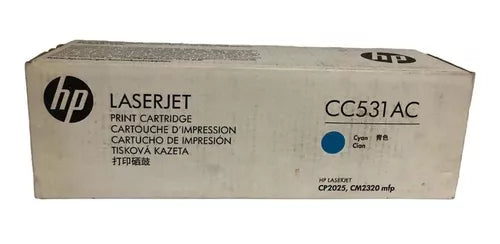 hp
LASERJET
PRINT CARTRIDGE
CARTOUCHE D'IMPRESSION
CARTUCHO DE IMPRESIÓN
TISKOVÁ KAZETA
打印硒鼓
CC531AC
Cyan 青色
Cian
HP LASERJET
CP2025, CM2320 mfp